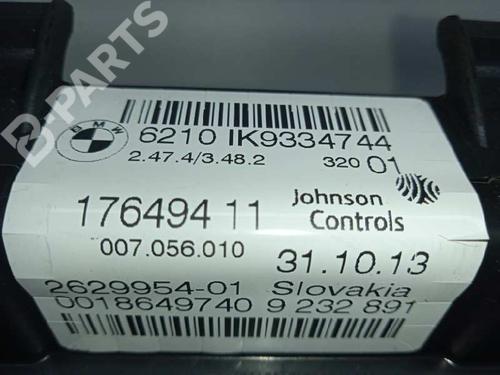 B-PARTS
BMW
6210 IK9334744
2.47.4/3.48.2 320 01
176494 11 Johnson Controls
007.056.010 31.10.13
2629954-01 Slovakia
0018649740 9 232 891